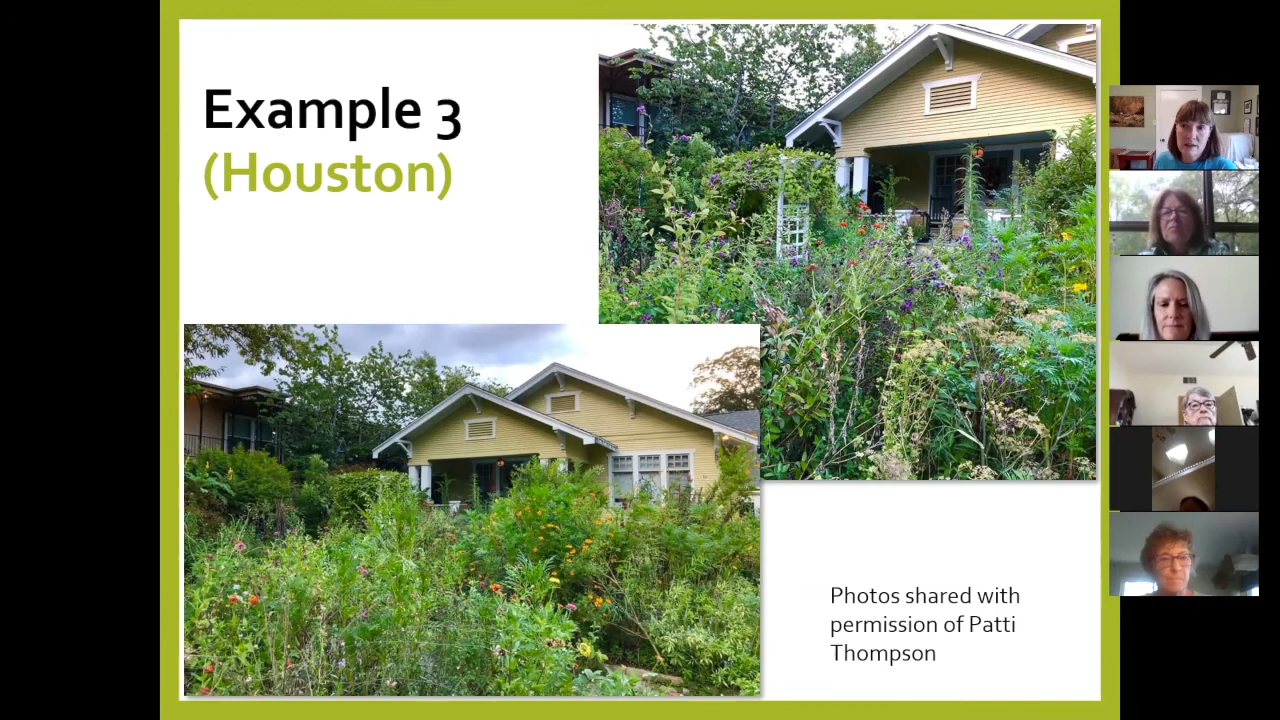 Example 3
(Houston)
Photos shared with
permission of Patti
Thompson